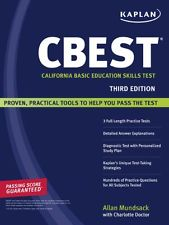 KAPLAN
CBEST®
CALIFORNIA BASIC EDUCATION SKILLS TEST
THIRD EDITION
PROVEN, PRACTICAL TOOLS TO HELP YOU PASS THE TEST
3 Full-Length Practice Tests
Detailed Answer Explanations
Diagnostic Test with Personalized
Study Plan
Kaplan's Unique Test-Taking
Strategies
Hundreds of Practice Questions
for All Subjects Tested
PASSING SCORE
GUARANTEED
Allan Mundsack
with Charlotte Doctor